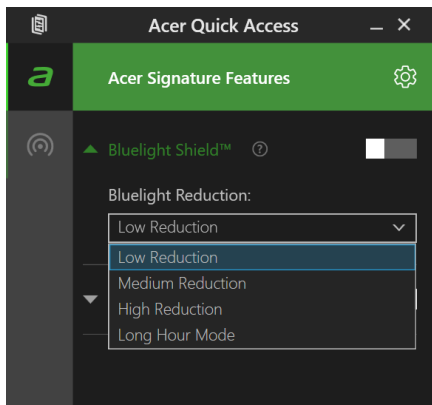 Acer Quick Access
a
Acer Signature Features
Bluelight Shield™ ?
Bluelight Reduction:
Low Reduction
Low Reduction
Medium Reduction
High Reduction
Long Hour Mode